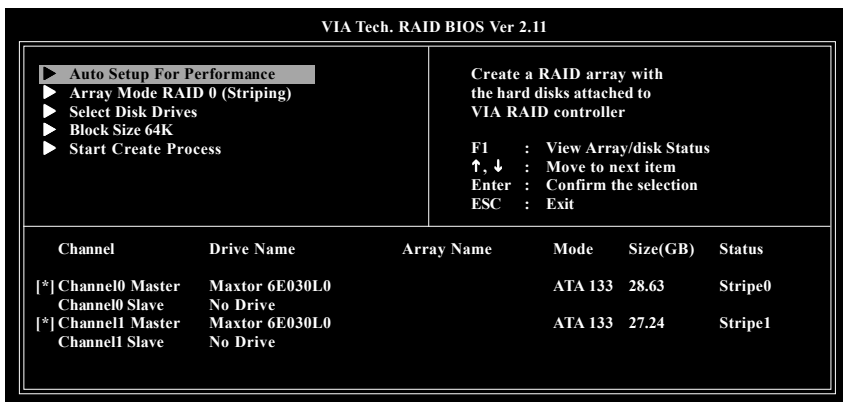 VIA Tech. RAID BIOS Ver 2.11
Auto Setup For Performance
Array Mode RAID 0 (Striping)
Select Disk Drives
Block Size 64K
Start Create Process
Create a RAID array with
the hard disks attached to
VIA RAID controller
F1 : View Array/disk Status
↑, ↓ : Move to next item
Enter : Confirm the selection
ESC : Exit
Channel Drive Name Array Name Mode Size(GB) Status
[*] Channel0 Master Maxtor 6E030L0 ATA 133 28.63 Stripe0
Channel0 Slave No Drive
[*] Channel1 Master Maxtor 6E030L0 ATA 133 27.24 Stripe1
Channel1 Slave No Drive